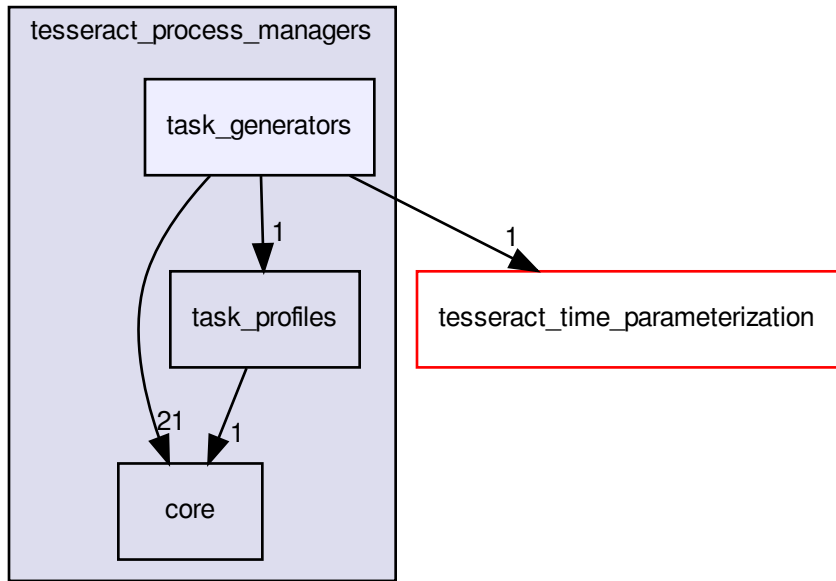 tesseract_process_managers
task_generators
1
1
task_profiles
tesseract_time_parameterization
21
1
core